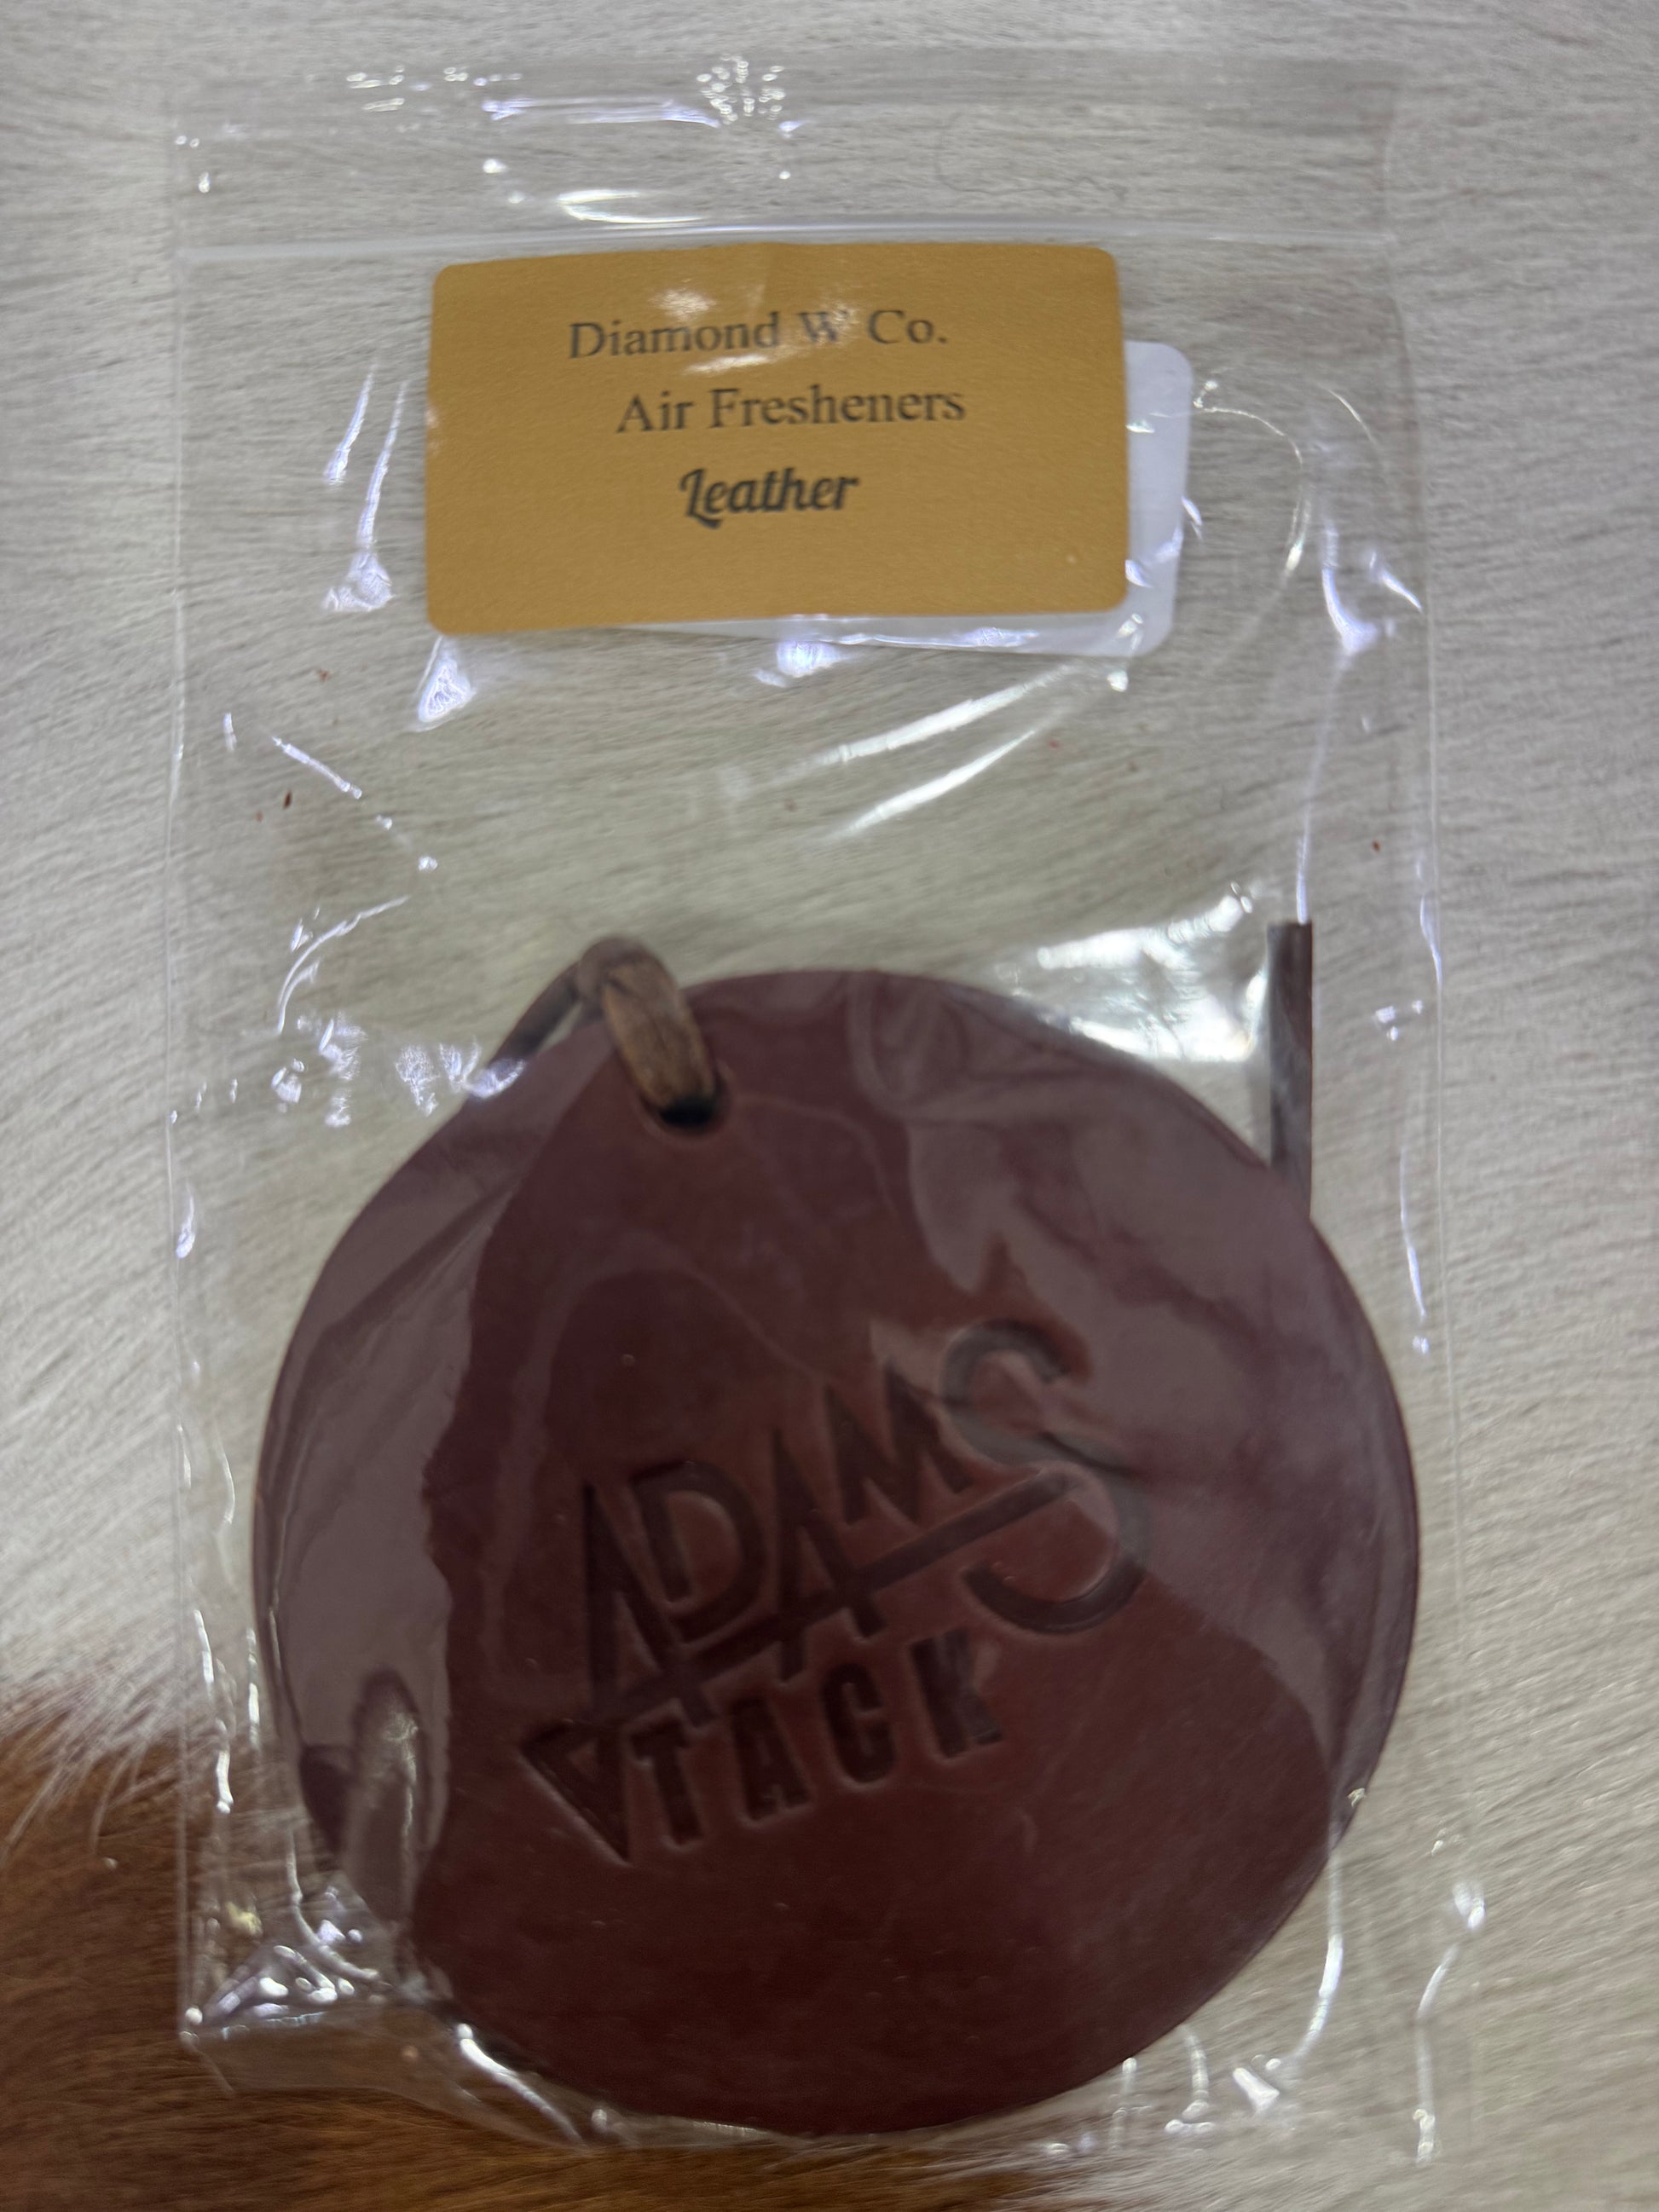 Diamond W Co.
Air Fresheners
Leather
ADAMS
TACK